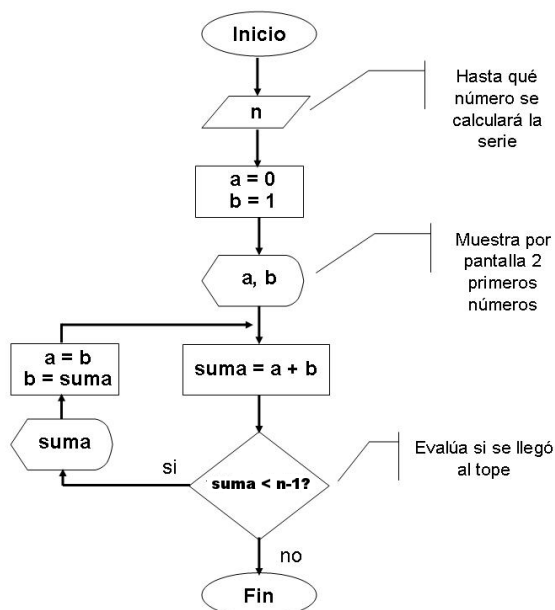 Inicio
n
Hasta qué
número se
calculará la
serie
a = 0
b = 1
a, b
Muestra por
pantalla 2
primeros
números
suma = a + b
a = b
b = suma
suma
si
suma < n-1?
Evalúa si se llegó
al tope
no
Fin